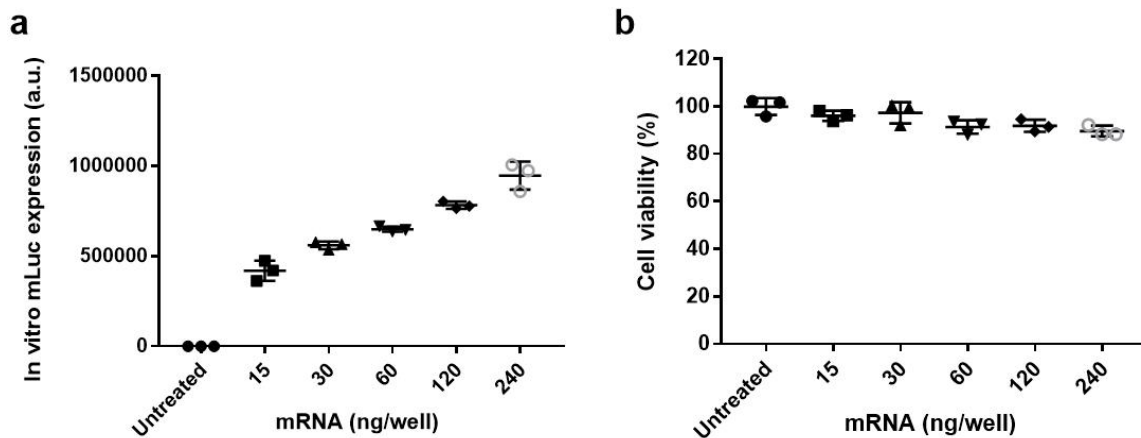 a
In vitro mLuc expression (a.u.)
1500000
1000000
500000
0
Untreated
15
30
60
120
240
mRNA (ng/well)
b
Cell viability (%)
120
100
80
60
40
20
0
Untreated
15
30
60
120
240
mRNA (ng/well)